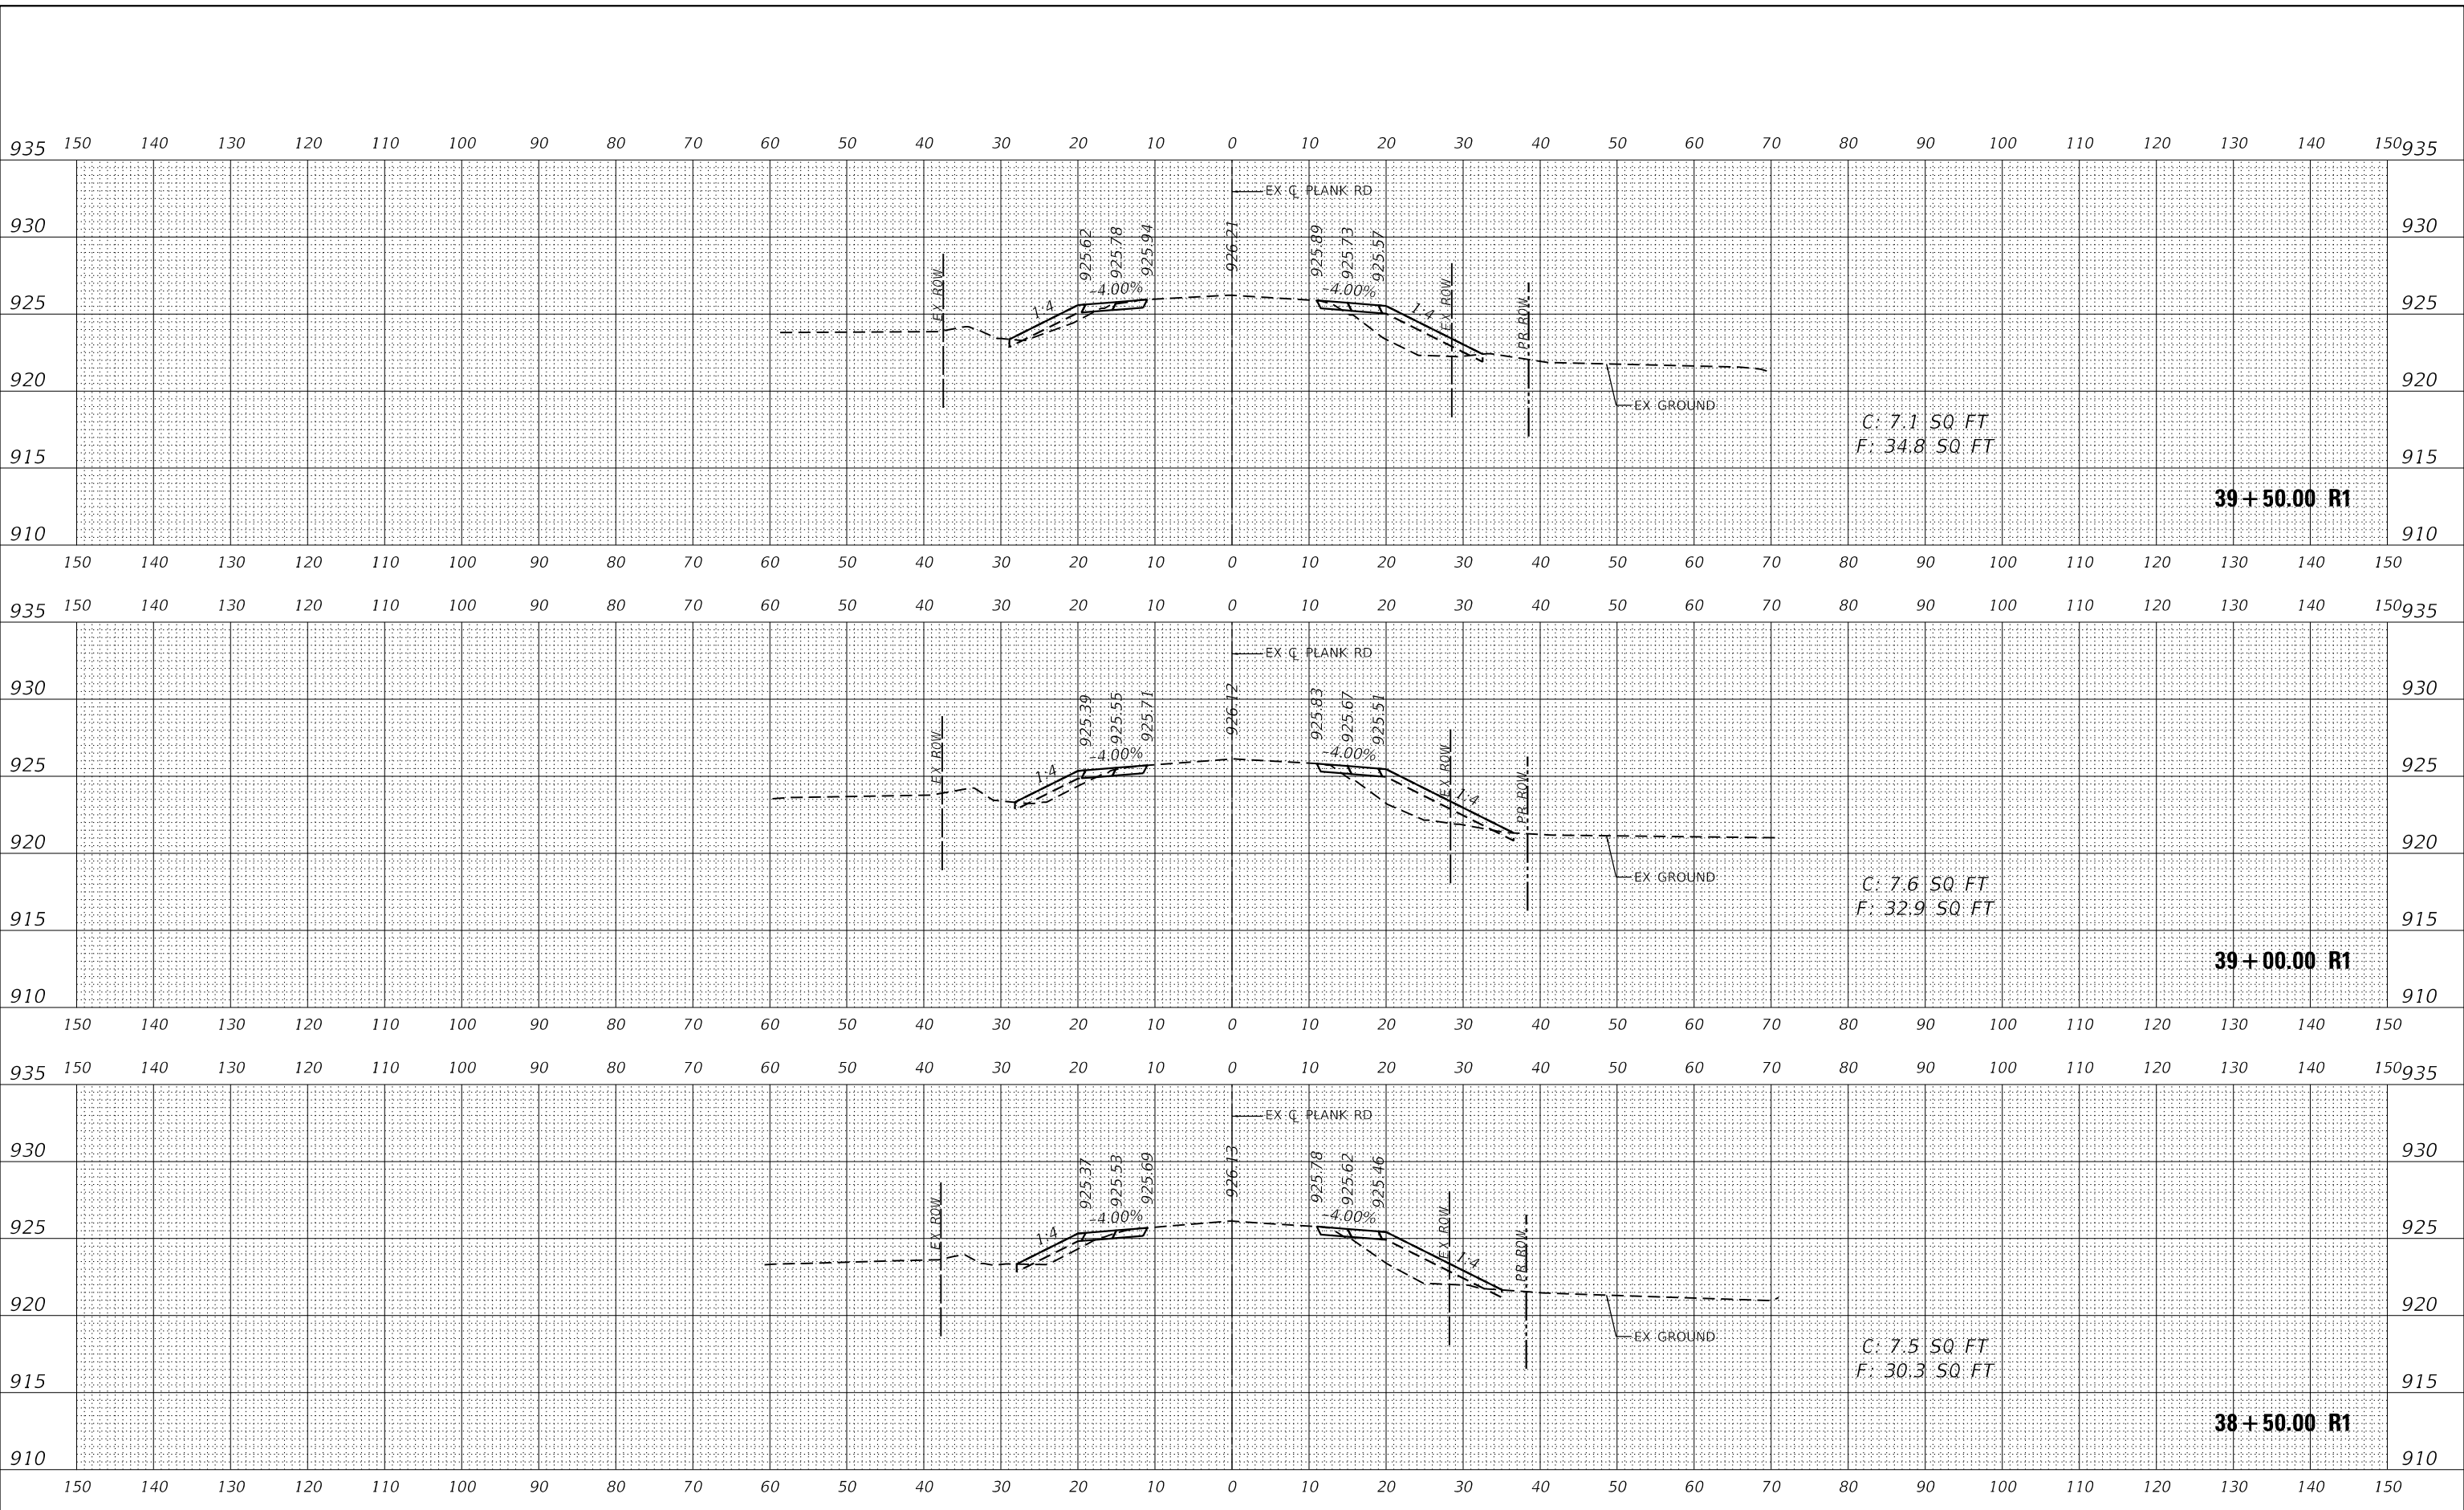 150 140 130 120 110 100 90 80 70 60 50 40 30 20 10 0 10 20 30 40 50 60 70 80 90 100 110 120 130 140 150
935 935
EX ℄ PLANK RD
930 930
925.62 925.78 925.94 926.21 925.89 925.73 925.57
EX ROW 1:4 -4.00% -4.00% 1:4 EX ROW PR ROW
925 925
920 920
EX GROUND
C: 7.1 SQ FT
F: 34.8 SQ FT
915 915
39+50.00 R1
910 910
150 140 130 120 110 100 90 80 70 60 50 40 30 20 10 0 10 20 30 40 50 60 70 80 90 100 110 120 130 140 150
150 140 130 120 110 100 90 80 70 60 50 40 30 20 10 0 10 20 30 40 50 60 70 80 90 100 110 120 130 140 150
935 935
EX ℄ PLANK RD
930 930
925.39 925.55 925.71 926.12 925.83 925.67 925.51
EX ROW 1:4 -4.00% -4.00% EX ROW 1:4 PR ROW
925 925
920 920
EX GROUND
C: 7.6 SQ FT
F: 32.9 SQ FT
915 915
39+00.00 R1
910 910
150 140 130 120 110 100 90 80 70 60 50 40 30 20 10 0 10 20 30 40 50 60 70 80 90 100 110 120 130 140 150
150 140 130 120 110 100 90 80 70 60 50 40 30 20 10 0 10 20 30 40 50 60 70 80 90 100 110 120 130 140 150
935 935
EX ℄ PLANK RD
930 930
925.37 925.53 925.69 926.13 925.78 925.62 925.46
EX ROW 1:4 -4.00% -4.00% EX ROW 1:4 PR ROW
925 925
920 920
EX GROUND
C: 7.5 SQ FT
F: 30.3 SQ FT
915 915
38+50.00 R1
910 910
150 140 130 120 110 100 90 80 70 60 50 40 30 20 10 0 10 20 30 40 50 60 70 80 90 100 110 120 130 140 150